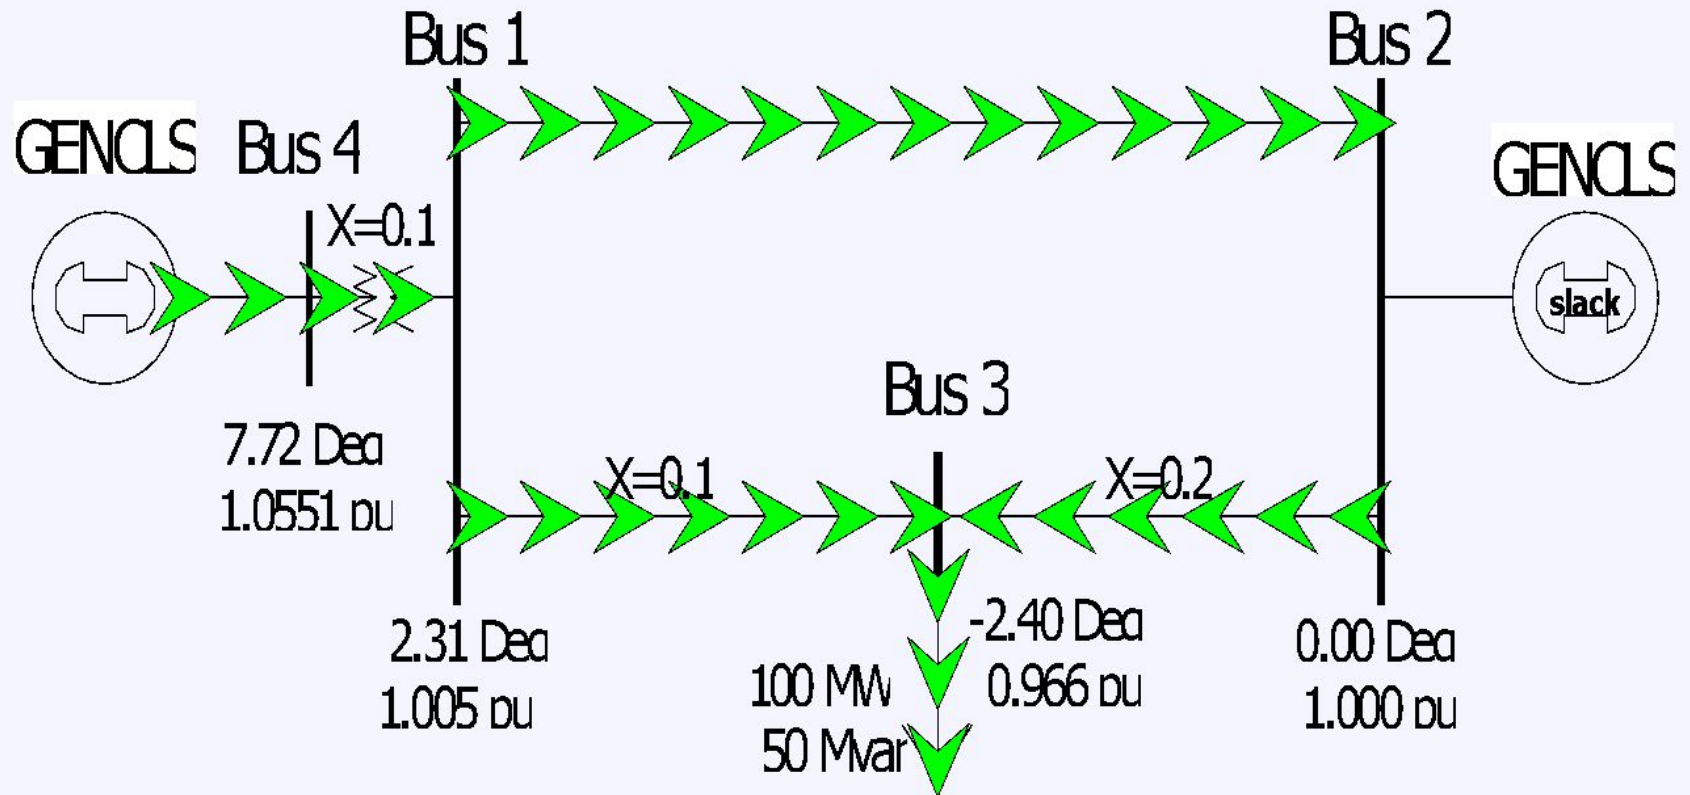 Bus 1
Bus 2
GENCLS
Bus 4
GENCLS
X=0.1
slack
Bus 3
7.72 Deg
1.0551 pu
X=0.1
X=0.2
2.31 Deg
1.005 pu
-2.40 Deg
0.966 pu
100 MW
50 Mvar
0.00 Deg
1.000 pu